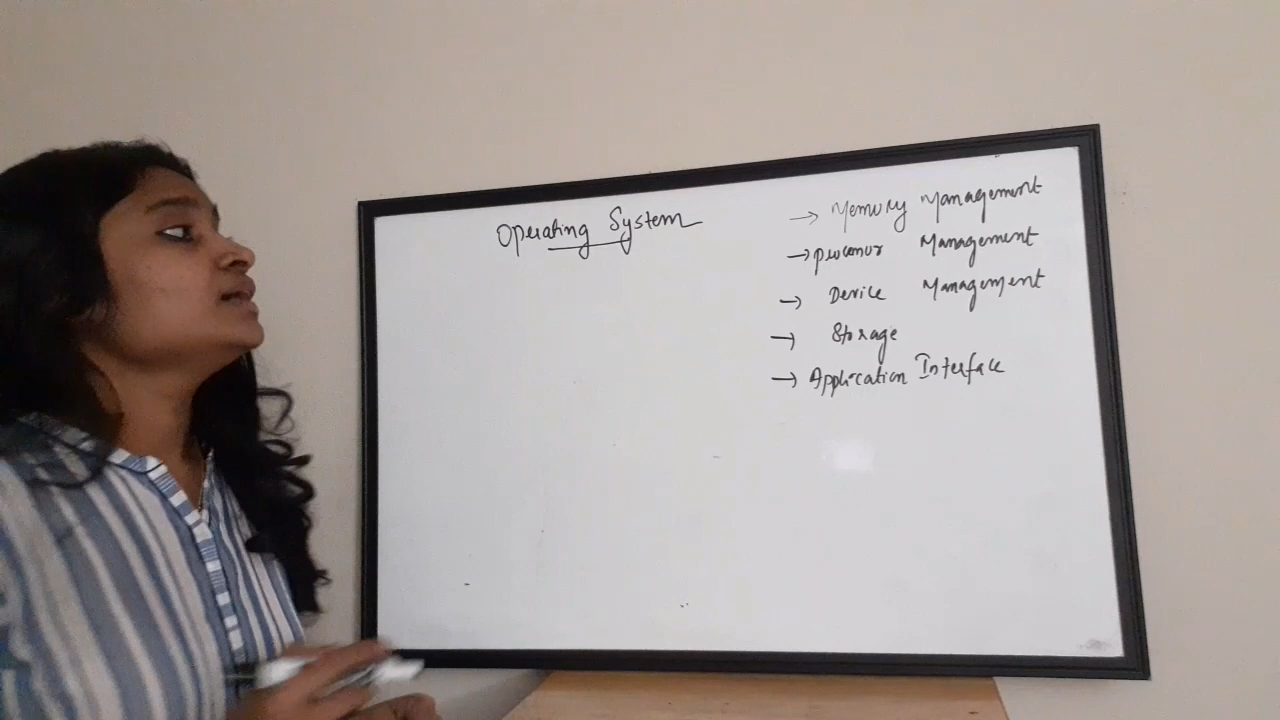 Operating System
→ Memory Management
→ processor Management
→ Device Management
→ Storage
→ Application Interface